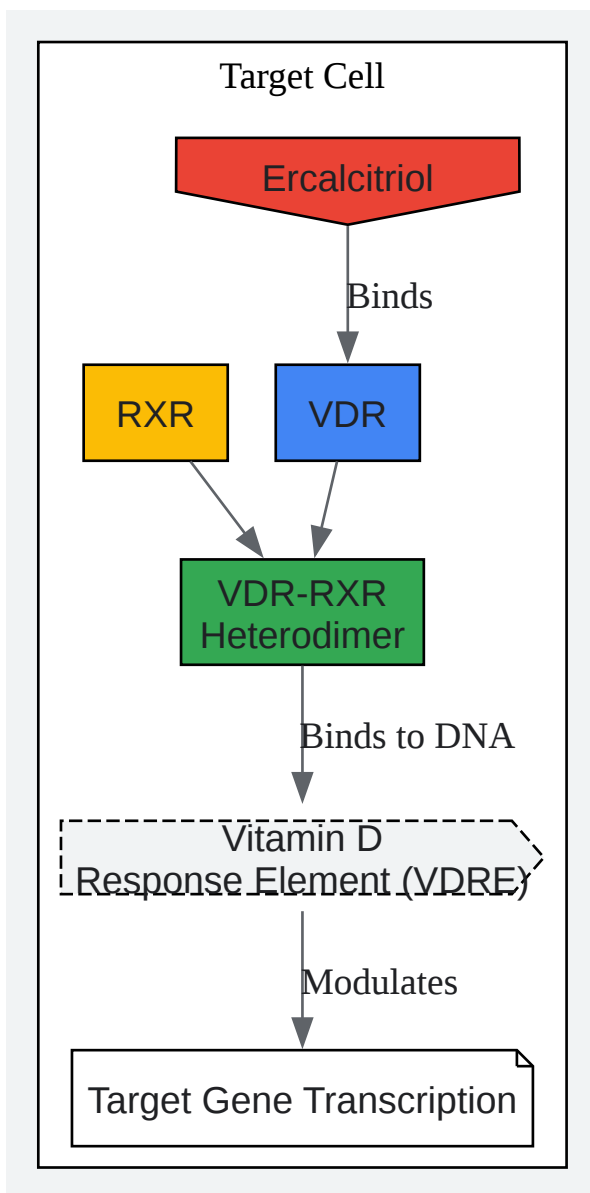 Target Cell
Ercalcitriol
Binds
RXR
VDR
VDR-RXR
Heterodimer
Binds to DNA
Vitamin D
Response Element (VDRE)
Modulates
Target Gene Transcription